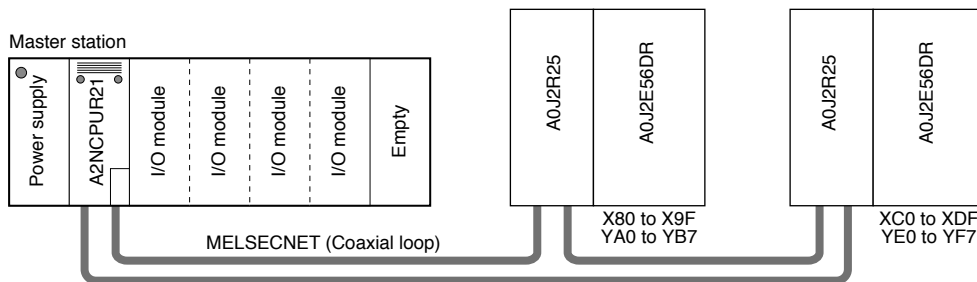 Master station
Power supply
A2NCPUR21
I/O module
I/O module
I/O module
I/O module
Empty
A0J2R25
A0J2E56DR
A0J2R25
A0J2E56DR
X80 to X9F
YA0 to YB7
XC0 to XDF
YE0 to YF7
MELSECNET (Coaxial loop)